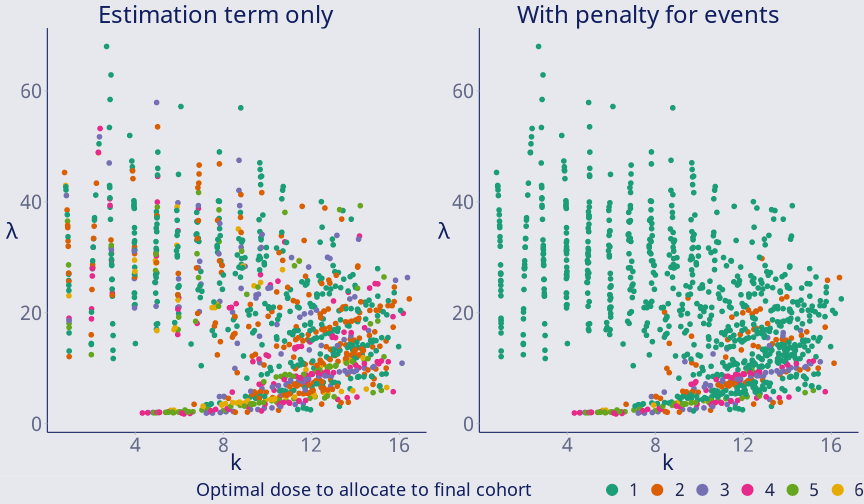 Estimation term only
With penalty for events
60
40
20
0
λ
4 8 12 16
k
60
40
20
0
λ
4 8 12 16
k
Optimal dose to allocate to final cohort 1 2 3 4 5 6